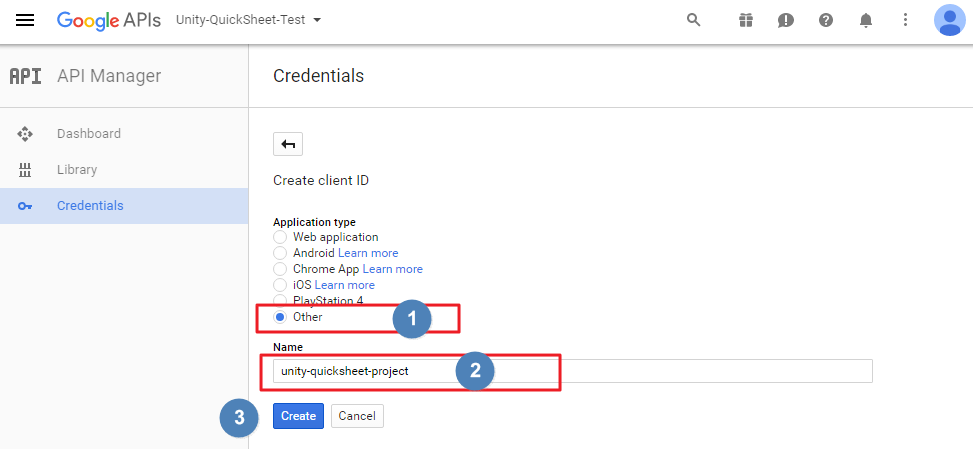 Google APIs Unity-QuickSheet-Test
API API Manager
Credentials
Dashboard
Library
Credentials
Create client ID
Application type
Web application
Android Learn more
Chrome App Learn more
iOS Learn more
PlayStation 4
Other
1
Name
unity-quicksheet-project
2
3
Create Cancel